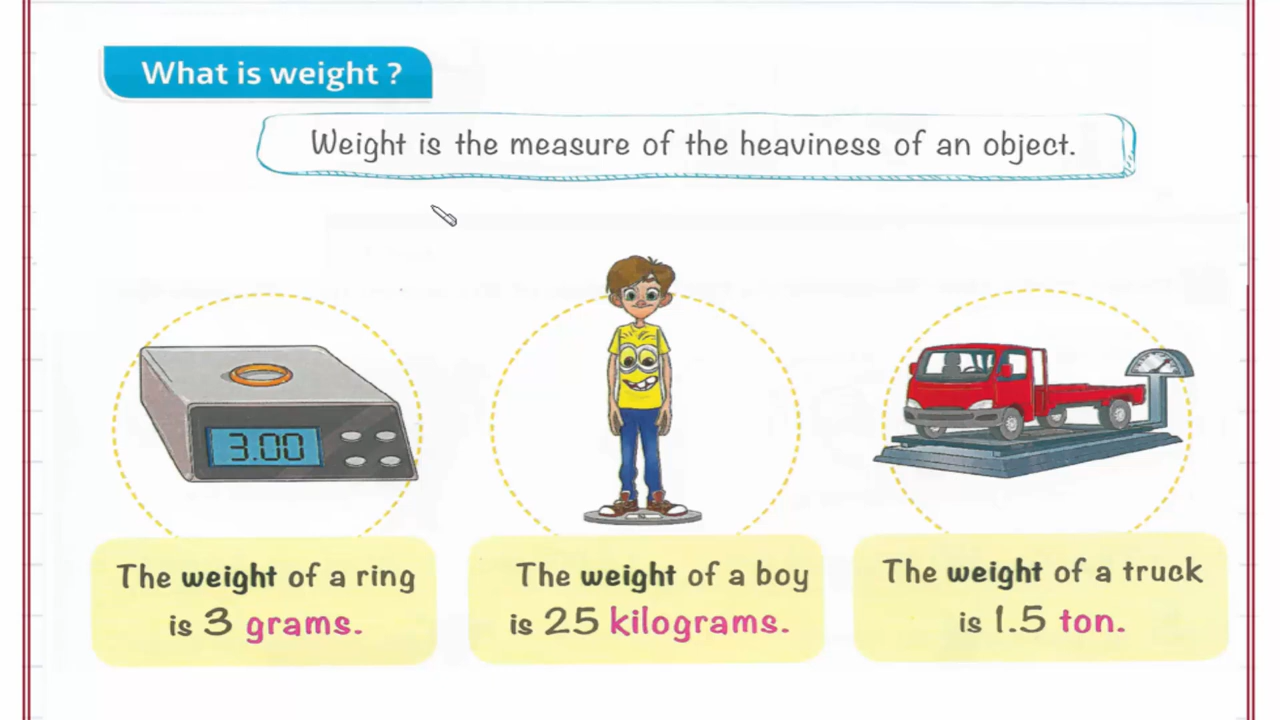 What is weight ?
Weight is the measure of the heaviness of an object.
3.00
The weight of a ring
is 3 grams.
The weight of a boy
is 25 kilograms.
The weight of a truck
is 1.5 ton.